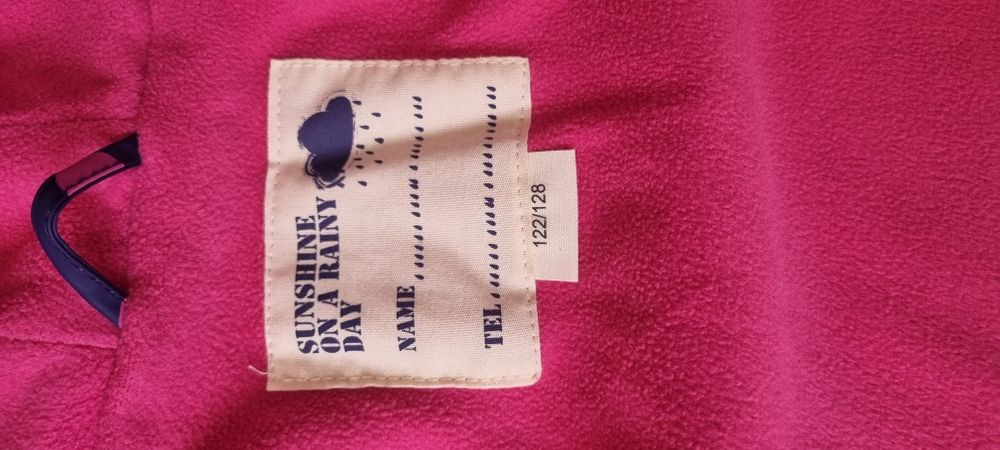 SUNSHINE
ON A RAINY
DAY
NAME
TEL
122/128